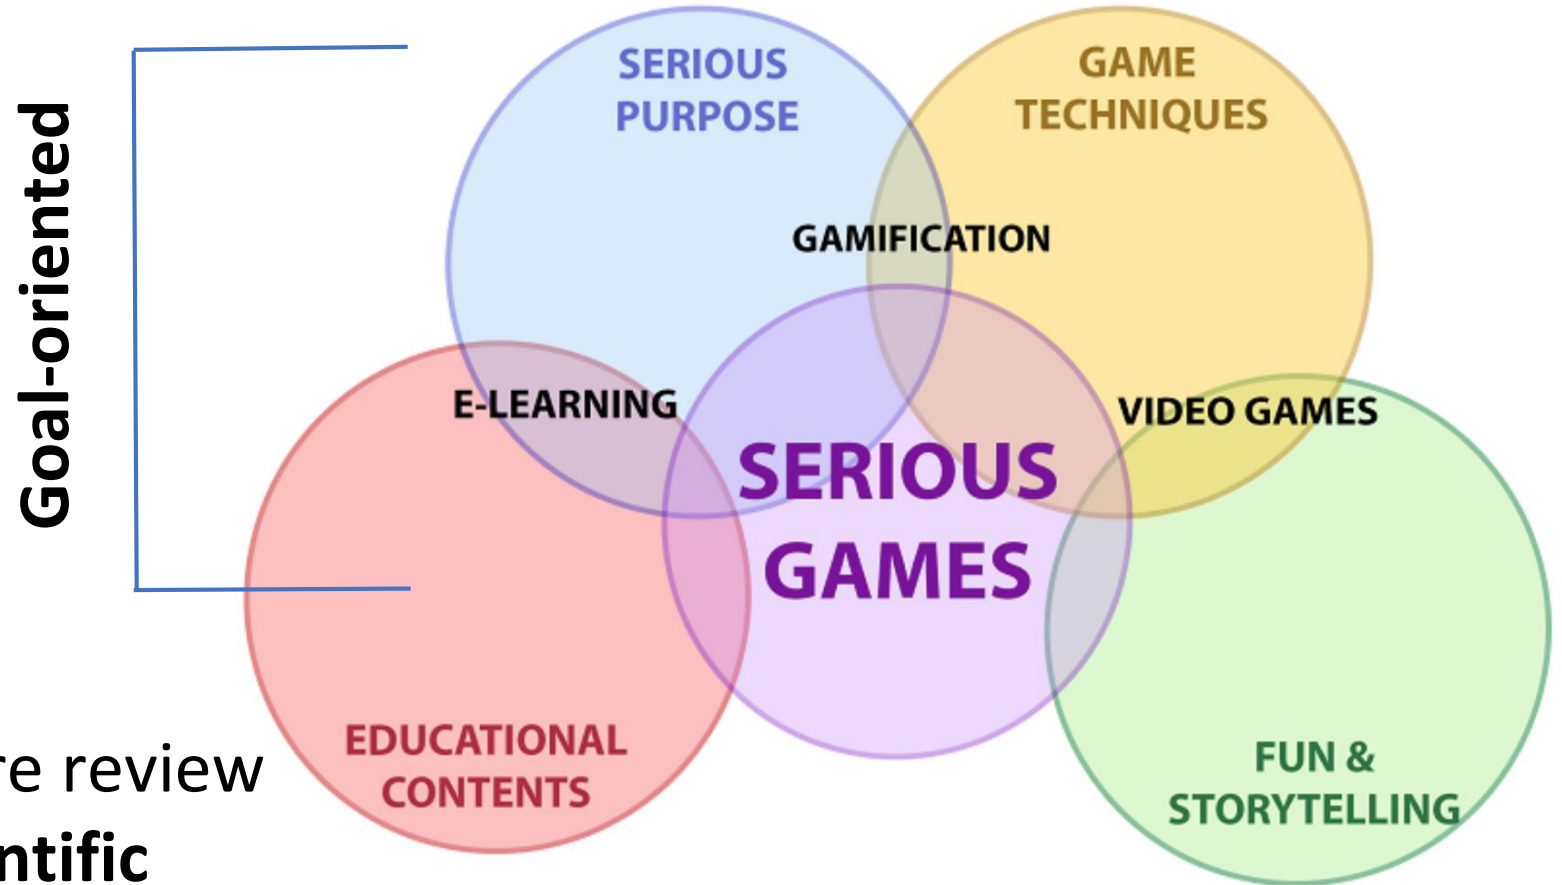 Goal-oriented
SERIOUS
PURPOSE
GAME
TECHNIQUES
GAMIFICATION
E-LEARNING
VIDEO GAMES
SERIOUS
GAMES
EDUCATIONAL
CONTENTS
FUN &
STORYTELLING
re review
ntific